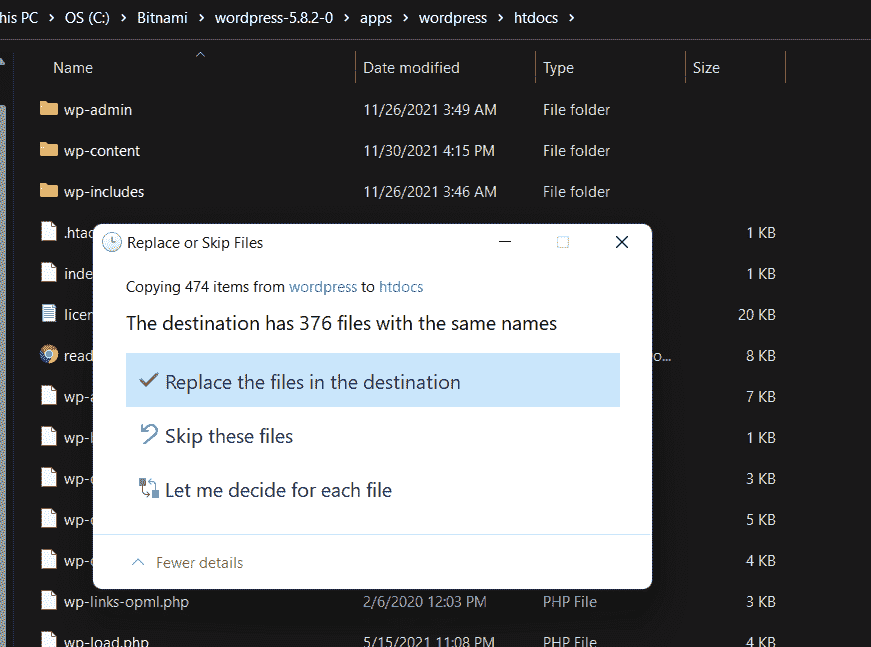 his PC > OS (C:) > Bitnami > wordpress-5.8.2-0 > apps > wordpress > htdocs >
Name Date modified Type Size
wp-admin 11/26/2021 3:49 AM File folder
wp-content 11/30/2021 4:15 PM File folder
wp-includes 11/26/2021 3:46 AM File folder
.htac 1 KB
inde 1 KB
licen 20 KB
read o... 8 KB
wp-a 7 KB
wp-b 1 KB
wp-c 3 KB
wp-c 5 KB
wp-c 4 KB
Replace or Skip Files
Copying 474 items from wordpress to htdocs
The destination has 376 files with the same names
Replace the files in the destination
Skip these files
Let me decide for each file
Fewer details
wp-links-opml.php 2/6/2020 12:03 PM PHP File 3 KB
wp-load.php 5/15/2021 11:08 PM PHP File 4 KB